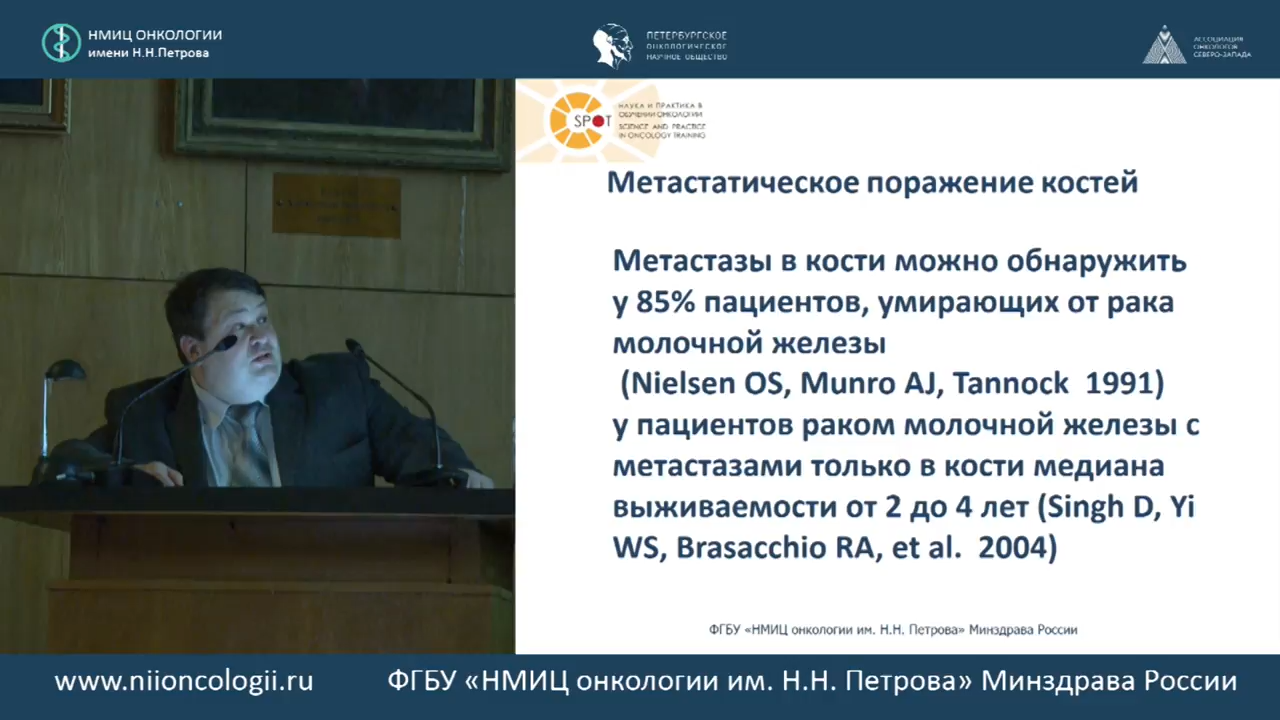 НМИЦ ОНКОЛОГИИ
имени Н.Н.Петрова
ПЕТЕРБУРГСКОЕ
ОНКОЛОГИЧЕСКОЕ
НАУЧНОЕ ОБЩЕСТВО
АССОЦИАЦИЯ
ОНКОЛОГОВ
СЕВЕРО-ЗАПАДА
SPOT
НАУКА И ПРАКТИКА В
ОБУЧЕНИИ ОНКОЛОГИИ
SCIENCE AND PRACTICE
IN ONCOLOGY TRAINING
Метастатическое поражение костей
Метастазы в кости можно обнаружить
у 85% пациентов, умирающих от рака
молочной железы
(Nielsen OS, Munro AJ, Tannock 1991)
у пациентов раком молочной железы с
метастазами только в кости медиана
выживаемости от 2 до 4 лет (Singh D, Yi
WS, Brasacchio RA, et al. 2004)
ФГБУ «НМИЦ онкологии им. Н.Н. Петрова» Минздрава России
www.niioncologii.ru
ФГБУ «НМИЦ онкологии им. Н.Н. Петрова» Минздрава России